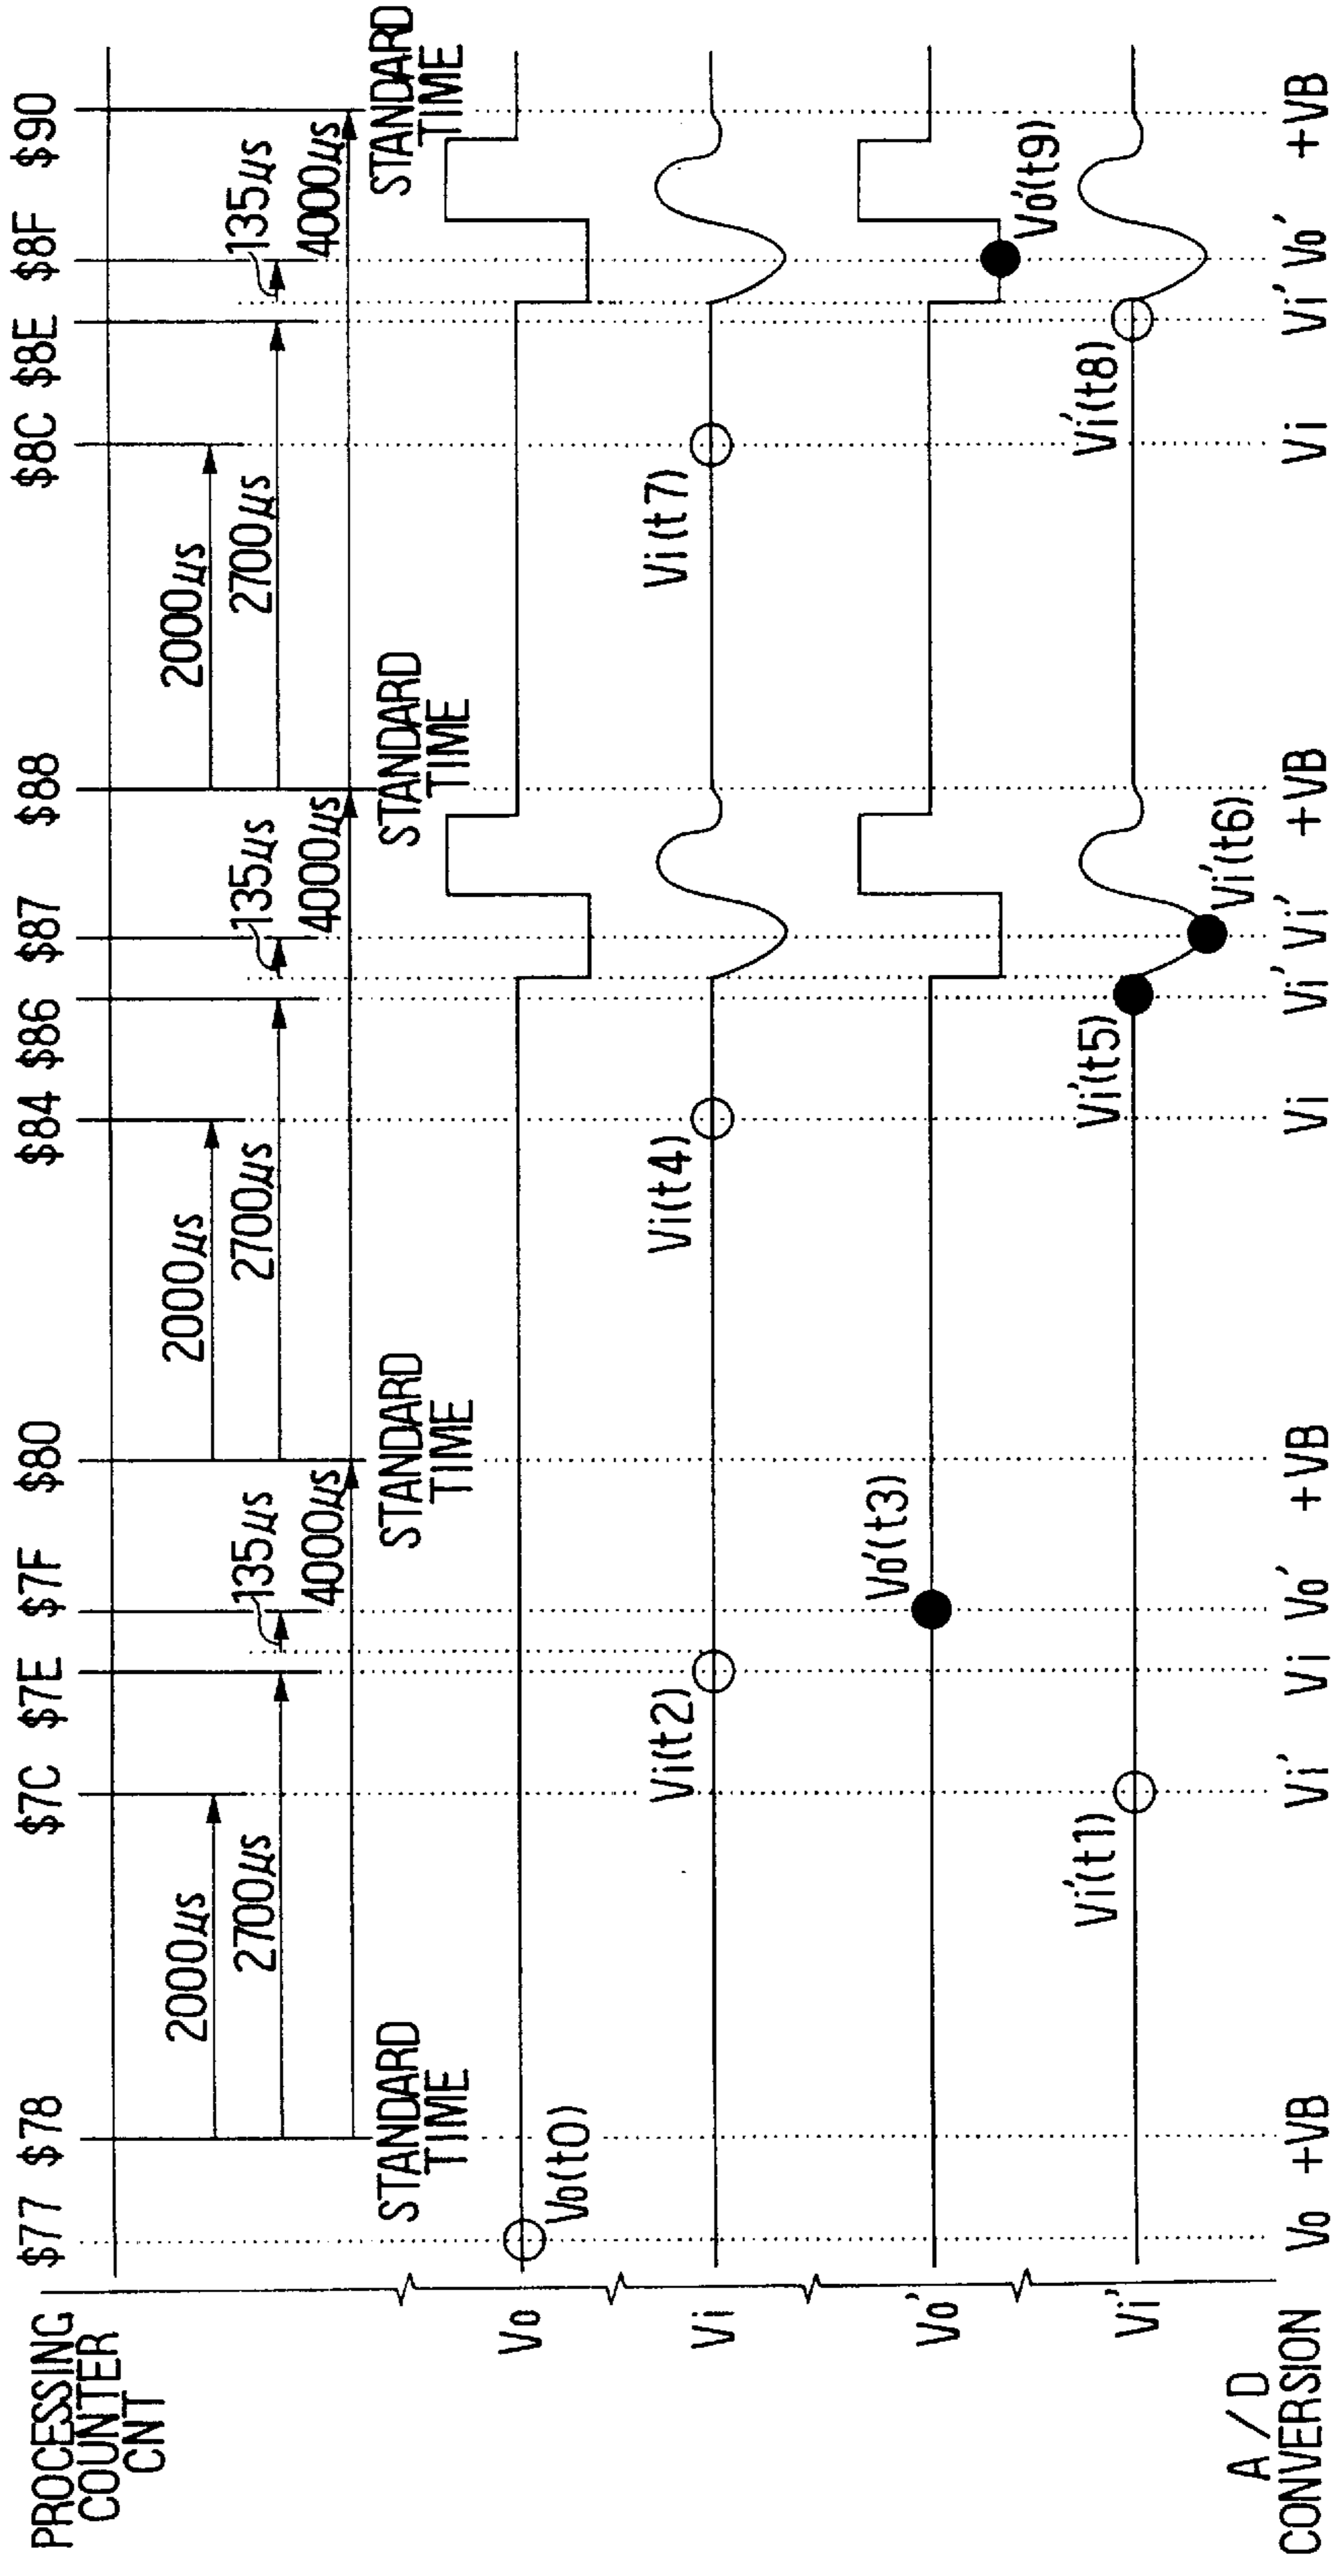 PROCESSING
COUNTER
CNT
$77 $78 $7C $7E $7F $80 $84 $86 $87 $88 $8C $8E $8F $90
2000µs 2000µs 2000µs
2700µs 135µs 2700µs 135µs 2700µs 135µs
4000µs 4000µs 4000µs
STANDARD
TIME
STANDARD
TIME
STANDARD
TIME
STANDARD
TIME
Vo
Vo(t0)
Vi
Vi(t2) Vi(t4) Vi(t7)
Vo'
Vo'(t3) Vo'(t9)
Vi'
Vi'(t1) Vi'(t5) Vi'(t6) Vi'(t8)
A/D
CONVERSION
Vo +VB Vi' Vi Vo' +VB Vi Vi' Vi' +VB Vi Vi' Vo' +VB